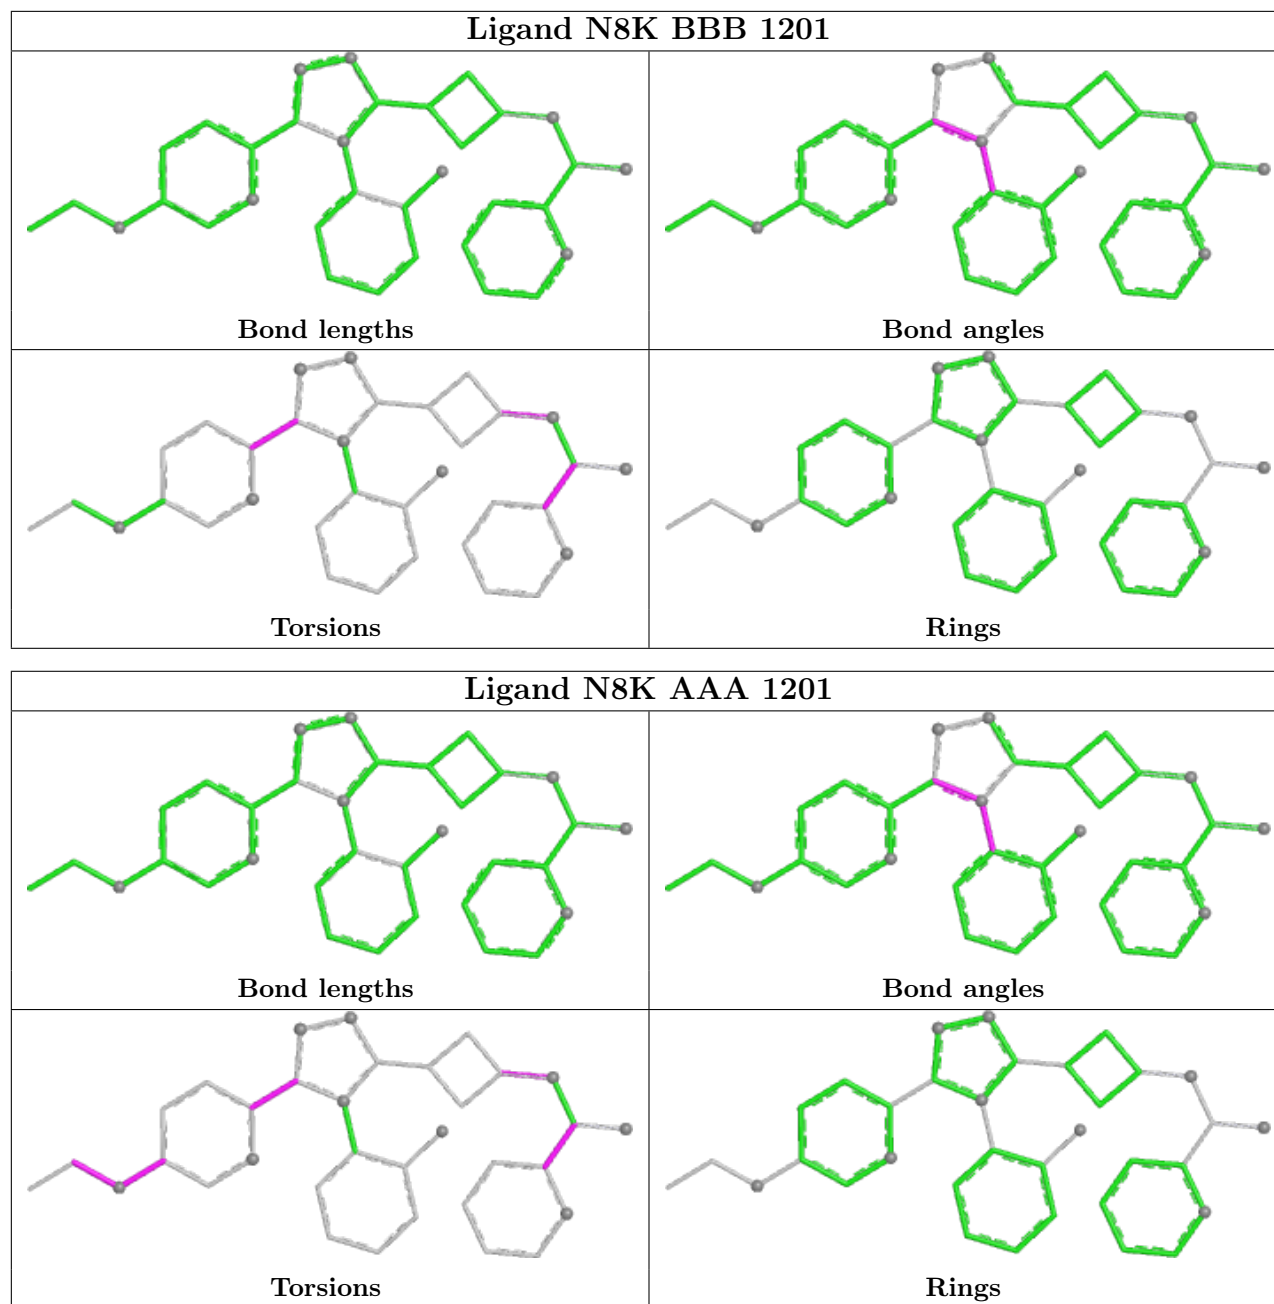 Ligand N8K BBB 1201
Bond lengths
Bond angles
Torsions
Rings
Ligand N8K AAA 1201
Bond lengths
Bond angles
Torsions
Rings